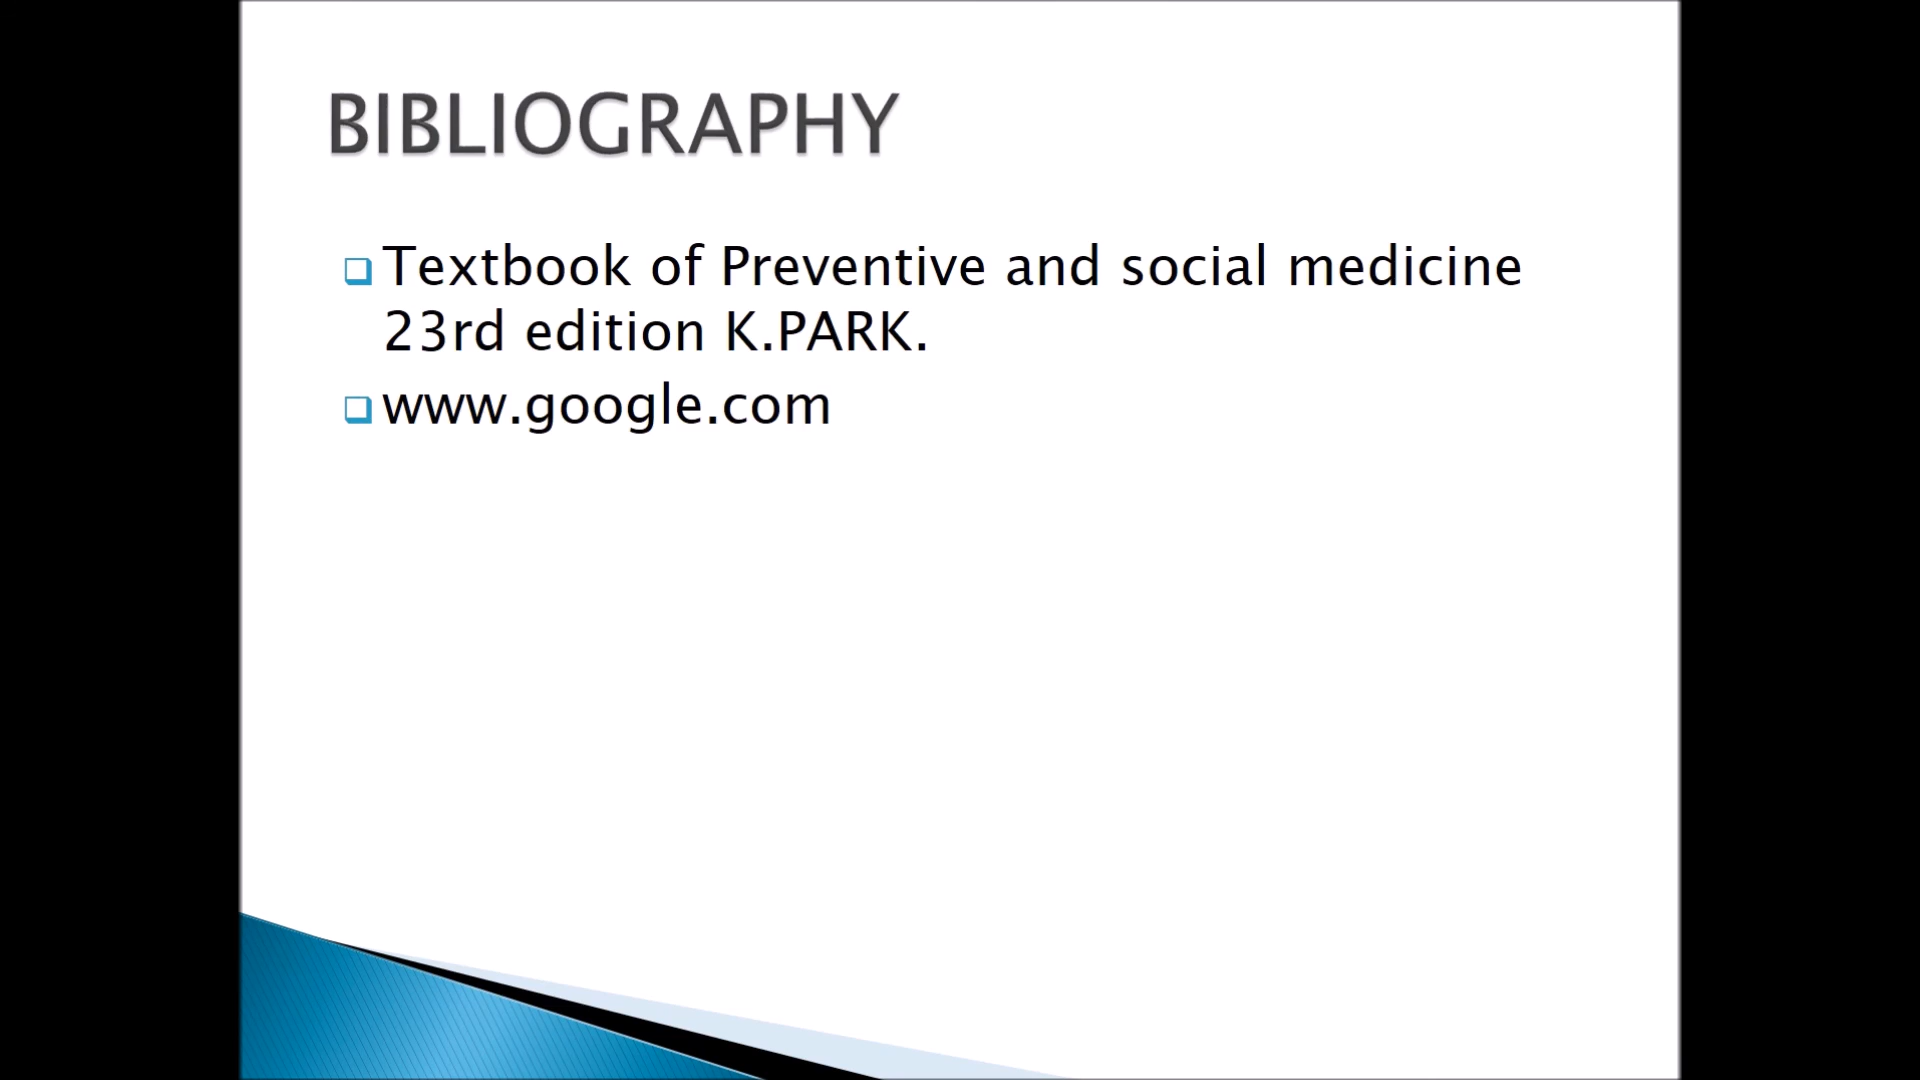 BIBLIOGRAPHY
Textbook of Preventive and social medicine
23rd edition K.PARK.
www.google.com